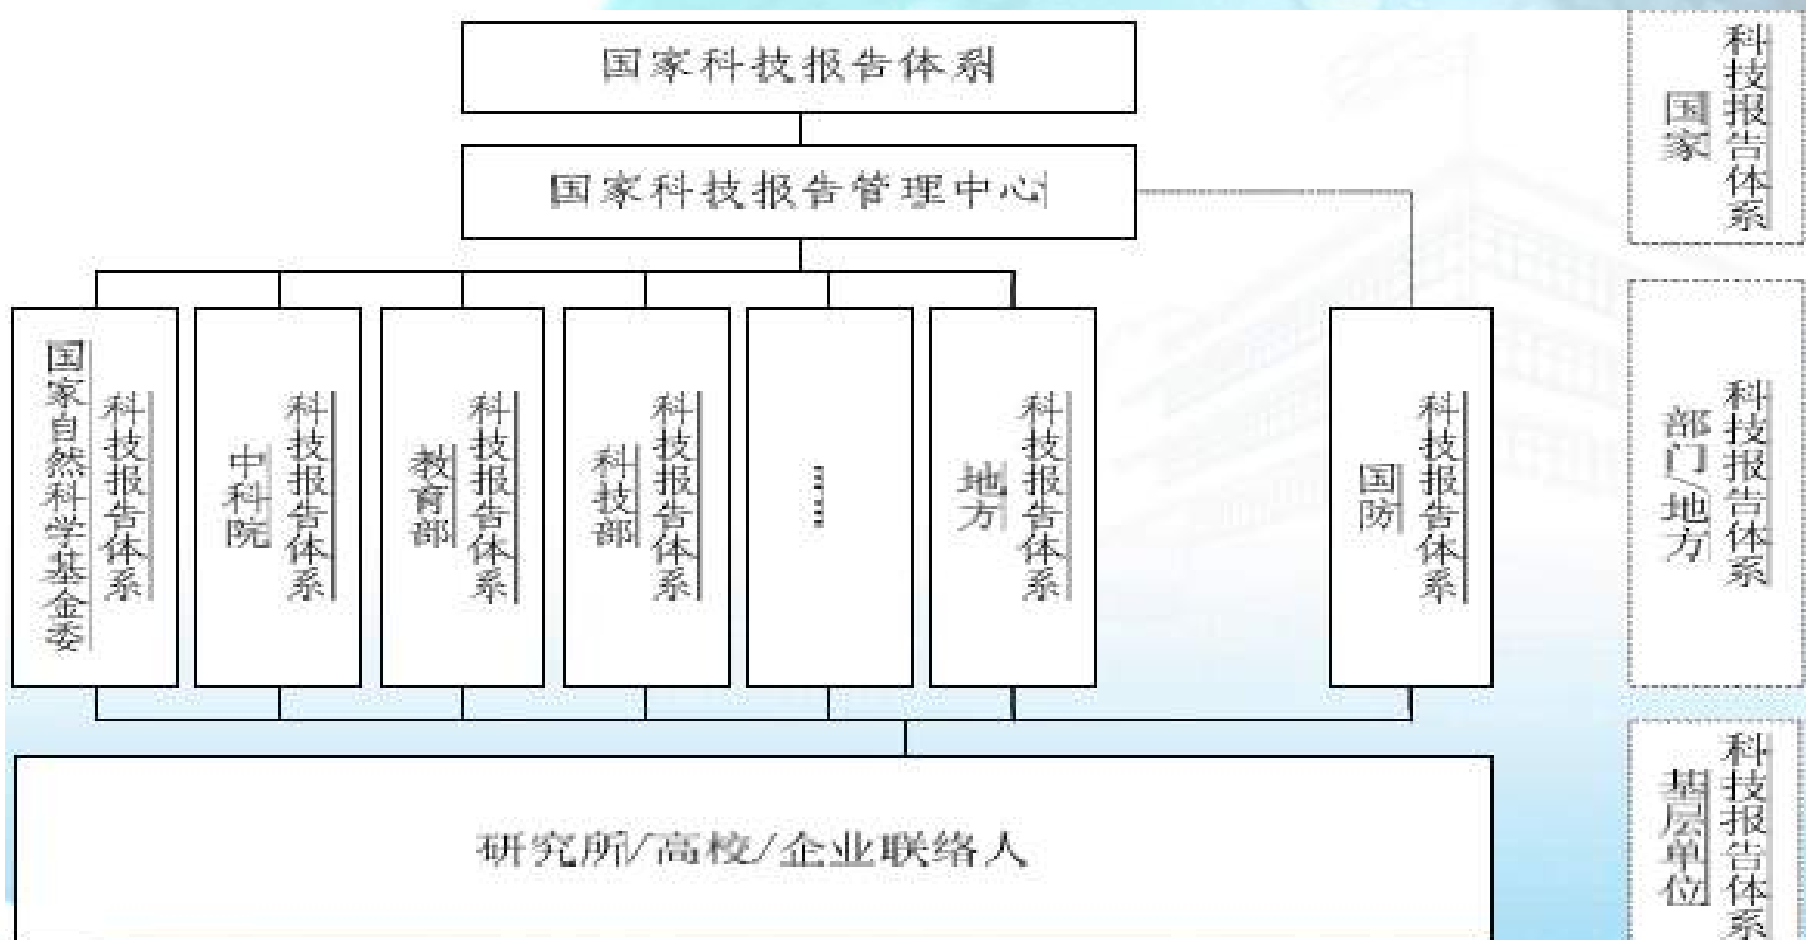 国家科技报告体系
国家科技报告管理中心
国家自然科学基金委
科技报告体系
中科院
科技报告体系
教育部
科技报告体系
科技部
科技报告体系
……
地方
科技报告体系
国防
科技报告体系
研究所/高校/企业联络人
国家
科技报告体系
部门/地方
科技报告体系
基层单位
科技报告体系